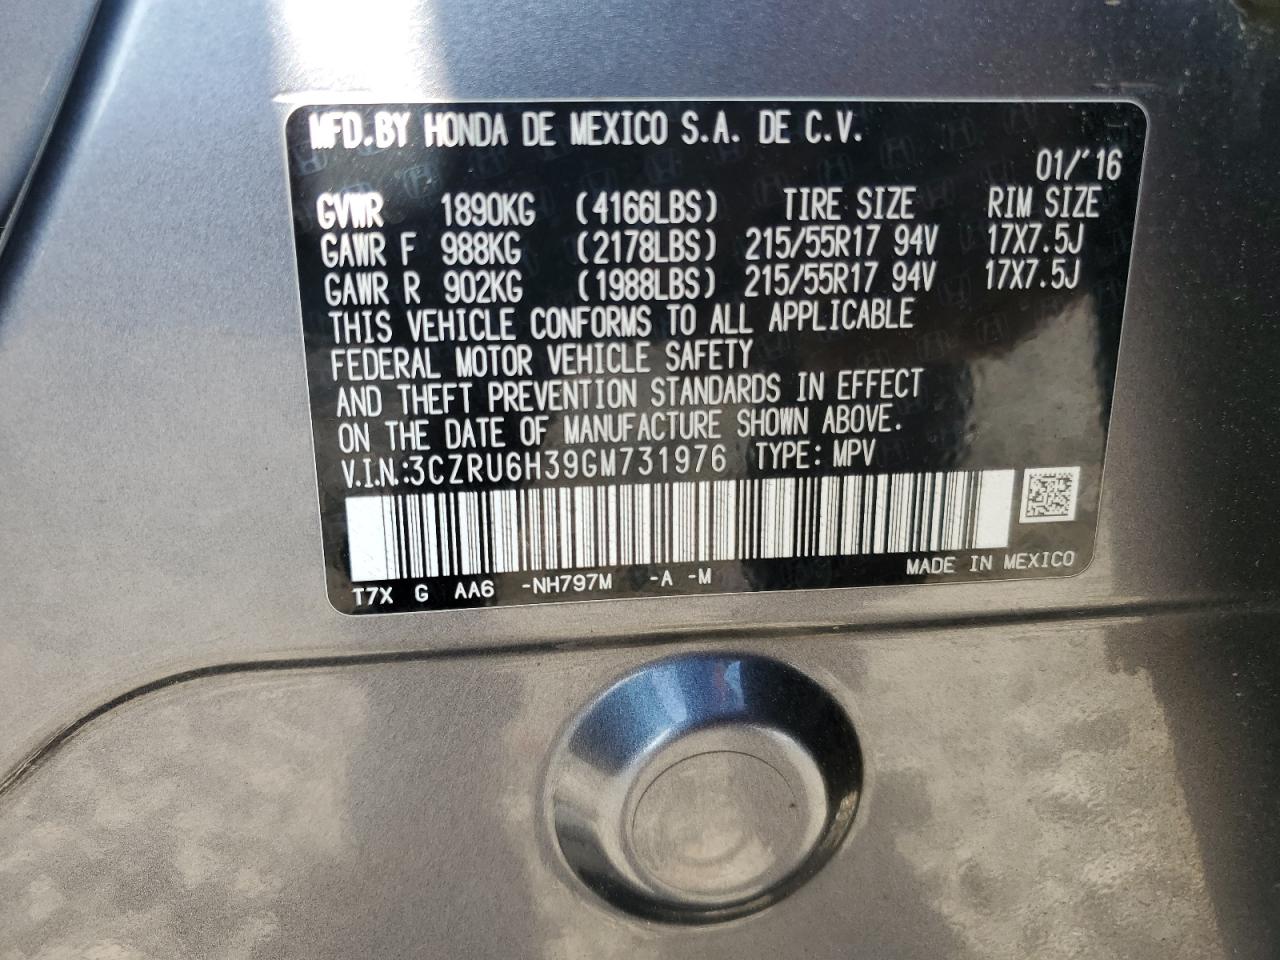 MFD.BY HONDA DE MEXICO S.A. DE C.V.
01/'16
GVWR 1890KG (4166LBS) TIRE SIZE RIM SIZE
GAWR F 988KG (2178LBS) 215/55R17 94V 17X7.5J
GAWR R 902KG (1988LBS) 215/55R17 94V 17X7.5J
THIS VEHICLE CONFORMS TO ALL APPLICABLE
FEDERAL MOTOR VEHICLE SAFETY
AND THEFT PREVENTION STANDARDS IN EFFECT
ON THE DATE OF MANUFACTURE SHOWN ABOVE.
V.I.N.:3CZRU6H39GM731976 TYPE: MPV
MADE IN MEXICO
T7X G AA6 -NH797M -A -M